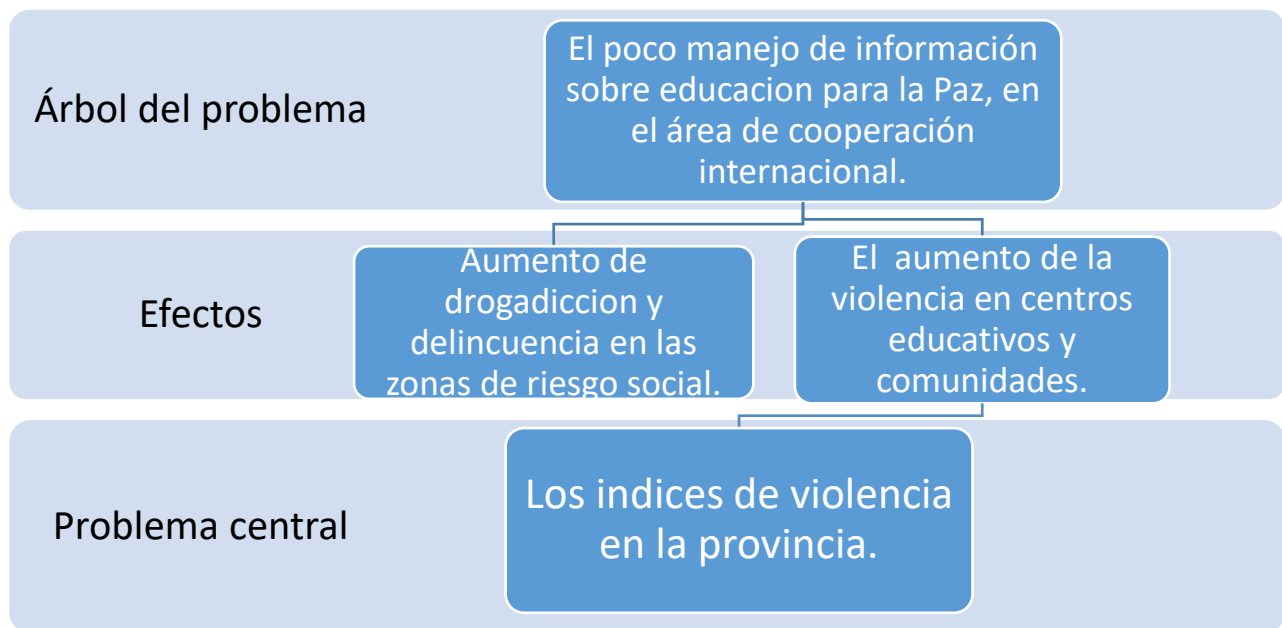 Árbol del problema
El poco manejo de información
sobre educacion para la Paz, en
el área de cooperación
internacional.
Efectos
Aumento de
drogadiccion y
delincuencia en las
zonas de riesgo social.
El  aumento de la
violencia en centros
educativos y
comunidades.
Problema central
Los indices de violencia
en la provincia.